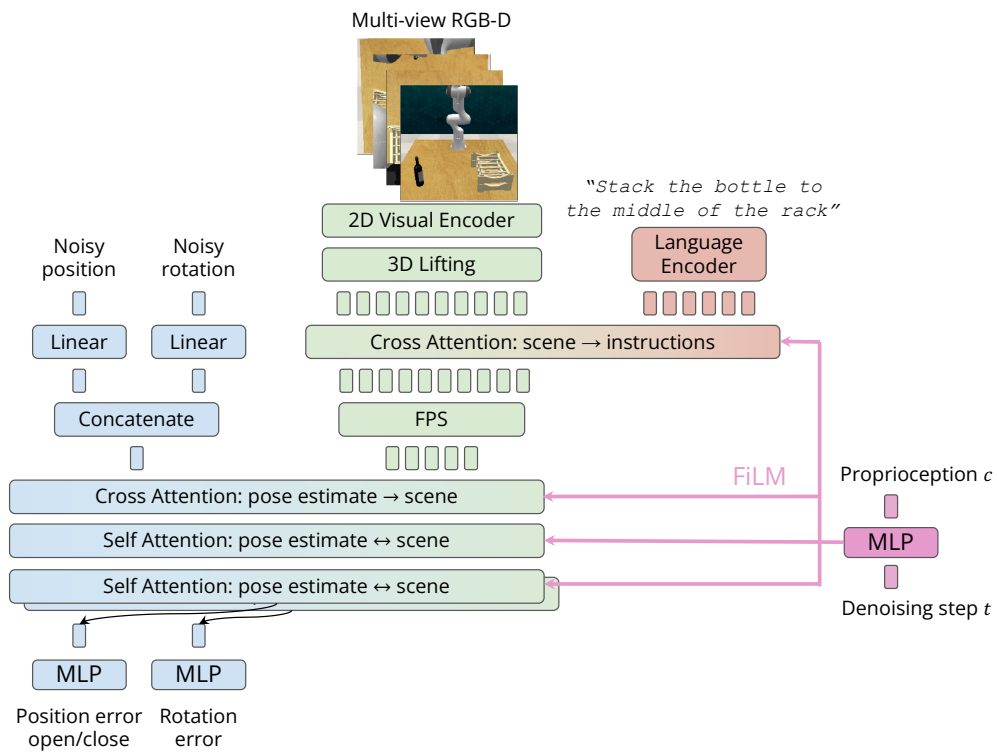 Multi-view RGB-D
2D Visual Encoder
3D Lifting
“Stack the bottle to
the middle of the rack”
Language
Encoder
Noisy
position
Noisy
rotation
Linear
Linear
Cross Attention: scene → instructions
Concatenate
FPS
Cross Attention: pose estimate → scene
FiLM
Proprioception c
Self Attention: pose estimate ↔ scene
MLP
Self Attention: pose estimate ↔ scene
Denoising step t
MLP
MLP
Position error
open/close
Rotation
error